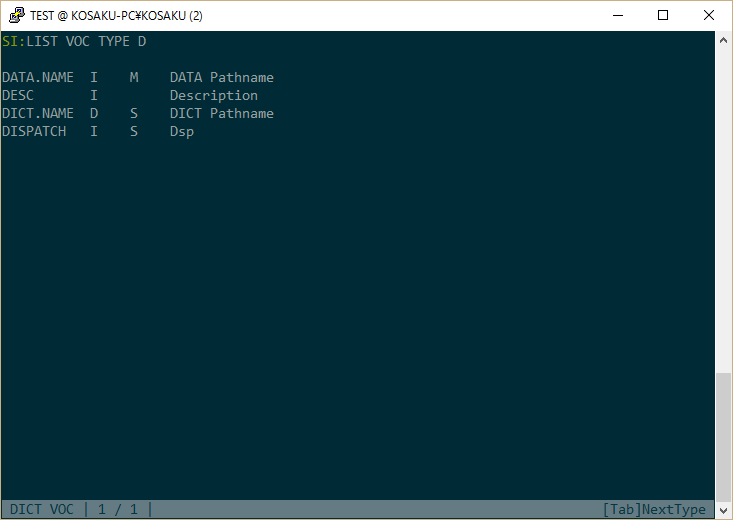 TEST @ KOSAKU-PC¥KOSAKU (2)
SI:LIST VOC TYPE D
DATA.NAME I M DATA Pathname
DESC I Description
DICT.NAME D S DICT Pathname
DISPATCH I S Dsp
DICT VOC | 1 / 1 | [Tab]NextType